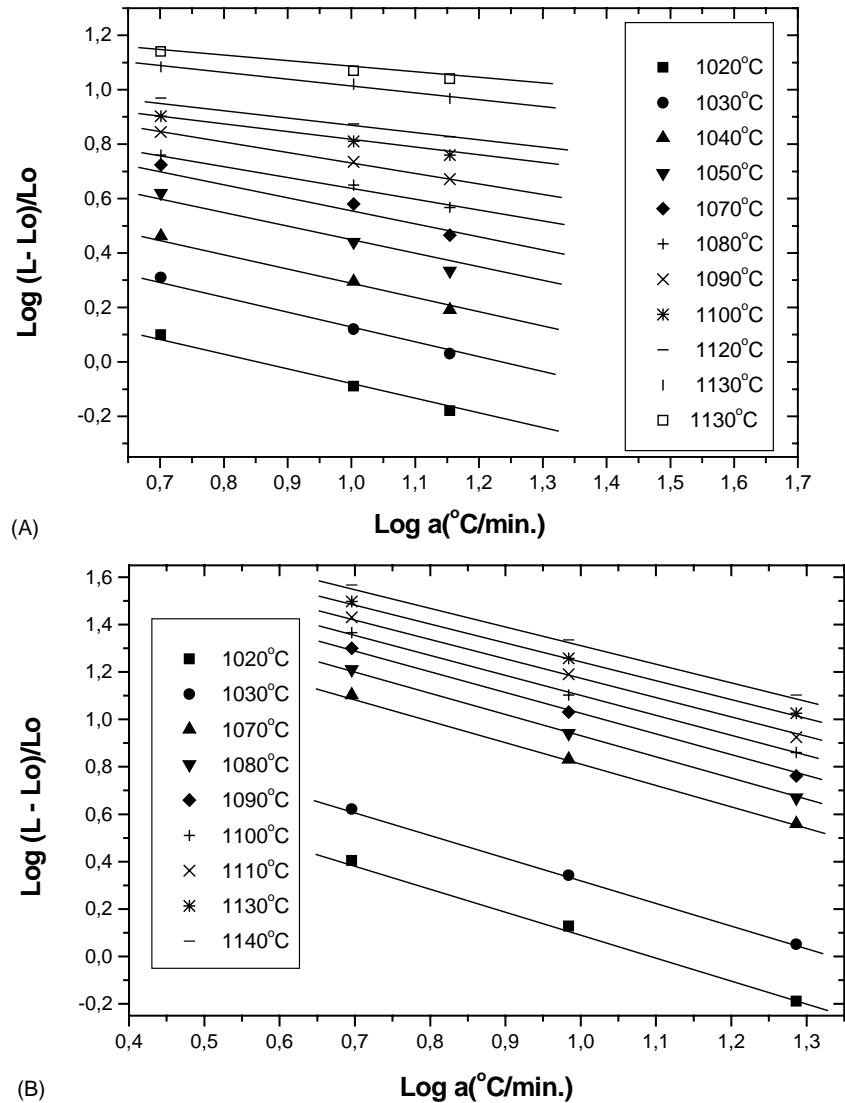 1,2
1,0
0,8
0,6
0,4
0,2
0,0
-0,2
Log (L- Lo)/Lo
1020°C
1030°C
1040°C
1050°C
1070°C
1080°C
1090°C
1100°C
1120°C
1130°C
1130°C
0,7 0,8 0,9 1,0 1,1 1,2 1,3 1,4 1,5 1,6 1,7
Log a(°C/min.)
(A)
1,6
1,4
1,2
1,0
0,8
0,6
0,4
0,2
0,0
-0,2
Log (L - Lo)/Lo
1020°C
1030°C
1070°C
1080°C
1090°C
1100°C
1110°C
1130°C
1140°C
0,4 0,5 0,6 0,7 0,8 0,9 1,0 1,1 1,2 1,3
Log a(°C/min.)
(B)